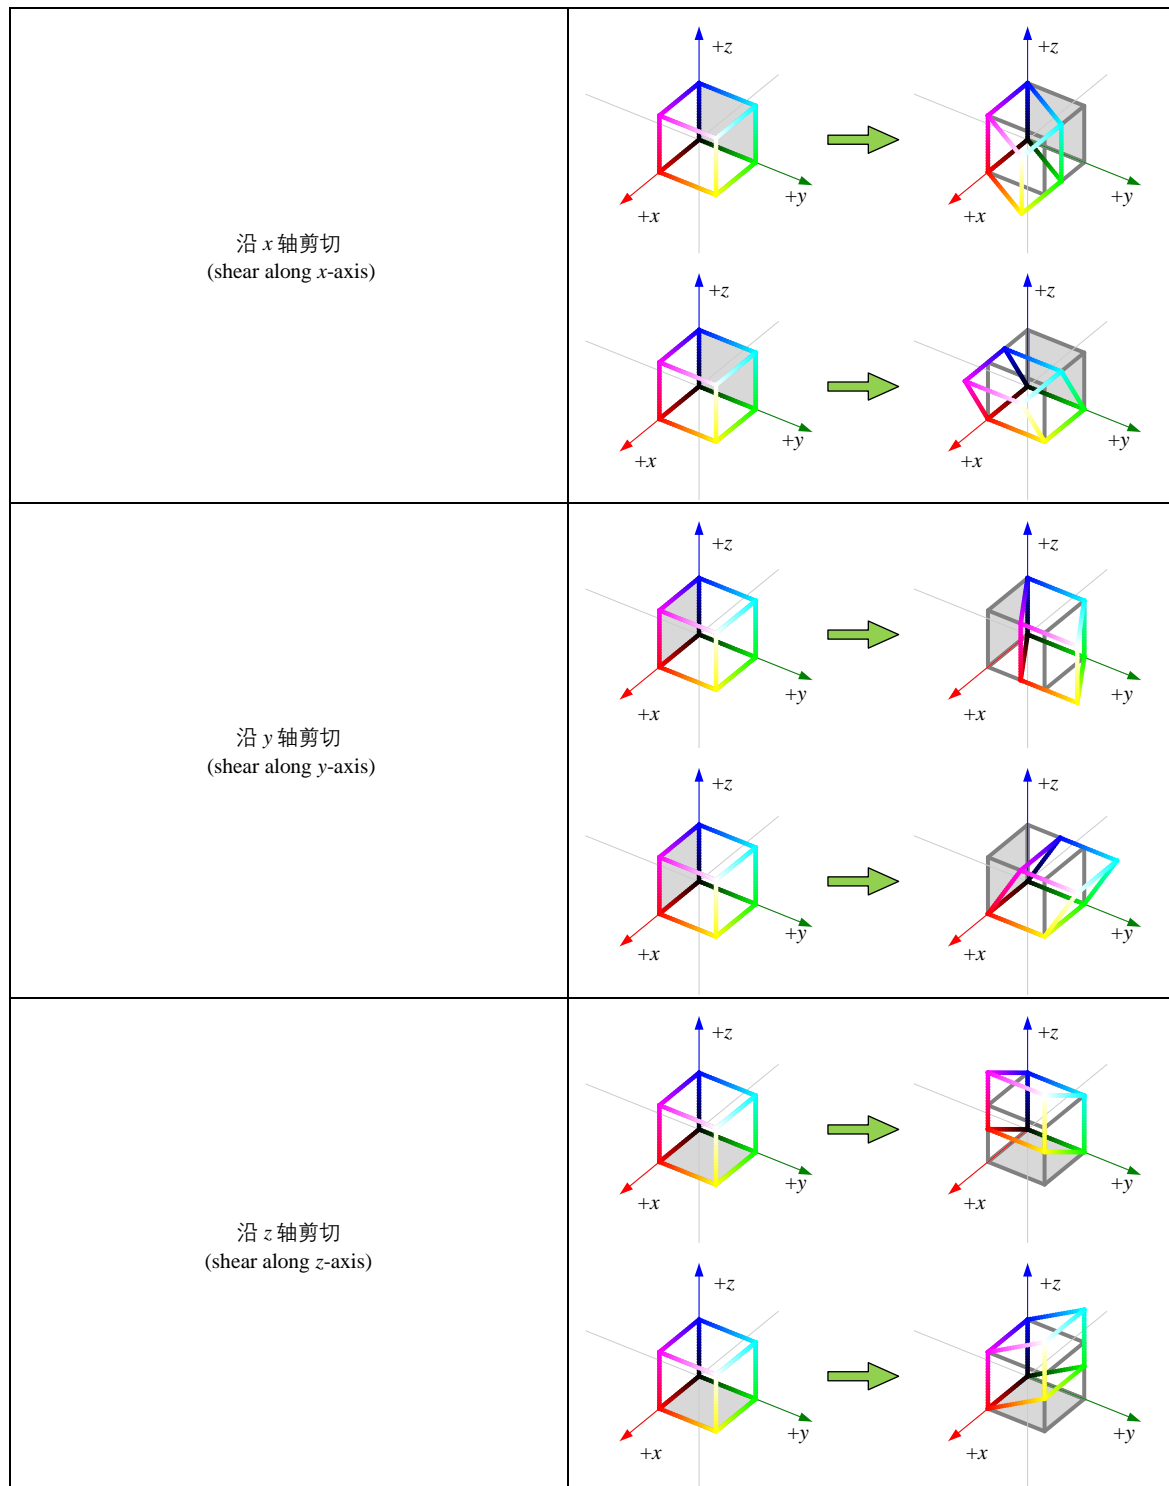 +z
+z
+x
+y
+x
+y
沿 x 轴剪切
(shear along x-axis)
+z
+z
+x
+y
+x
+y
+z
+z
+x
+y
+x
+y
沿 y 轴剪切
(shear along y-axis)
+z
+z
+x
+y
+x
+y
+z
+z
+x
+y
+x
+y
沿 z 轴剪切
(shear along z-axis)
+z
+z
+x
+y
+x
+y